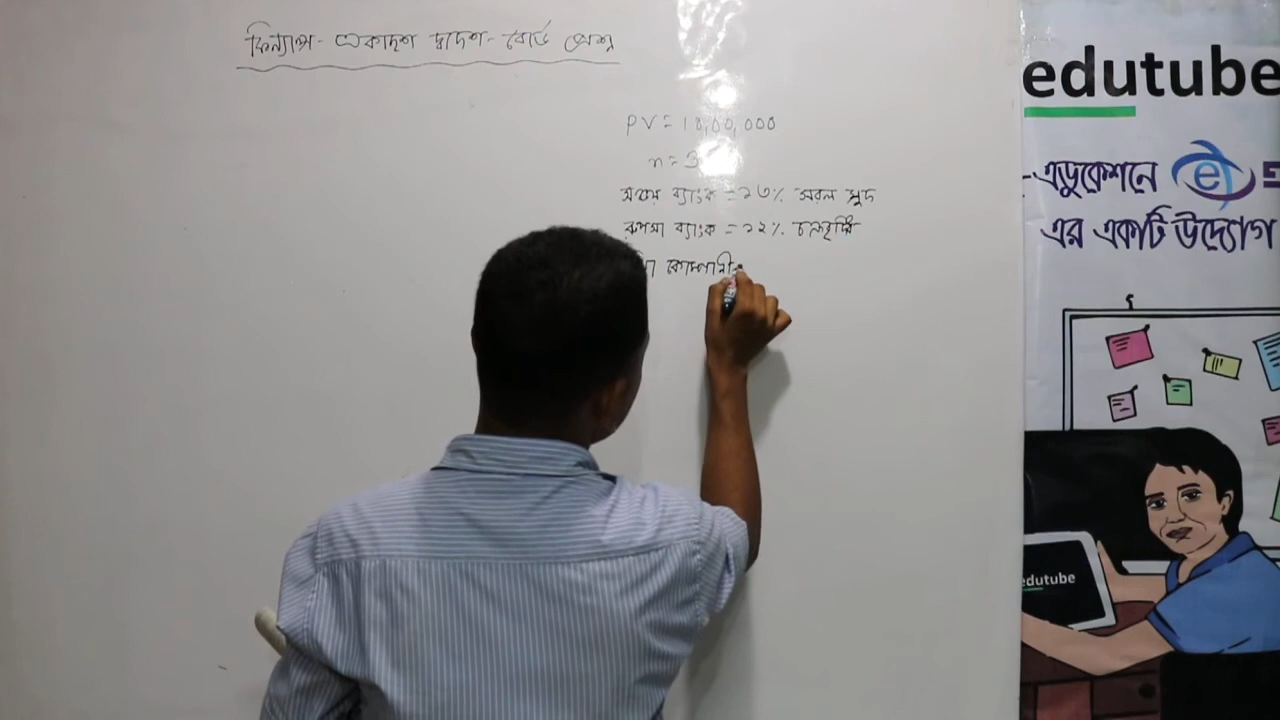 ফিন্যান্স - একাদশ দ্বাদশ - বোর্ড প্রশ্ন
PV = 10,00,000
n = 3
ব্যাংক = ১৩% সরল সুদ
রূপসা ব্যাংক = ১২% চক্রবৃদ্ধি
কোম্পানী
edutube
-এডুকেশনে
এর একটি উদ্যোগ
edutube